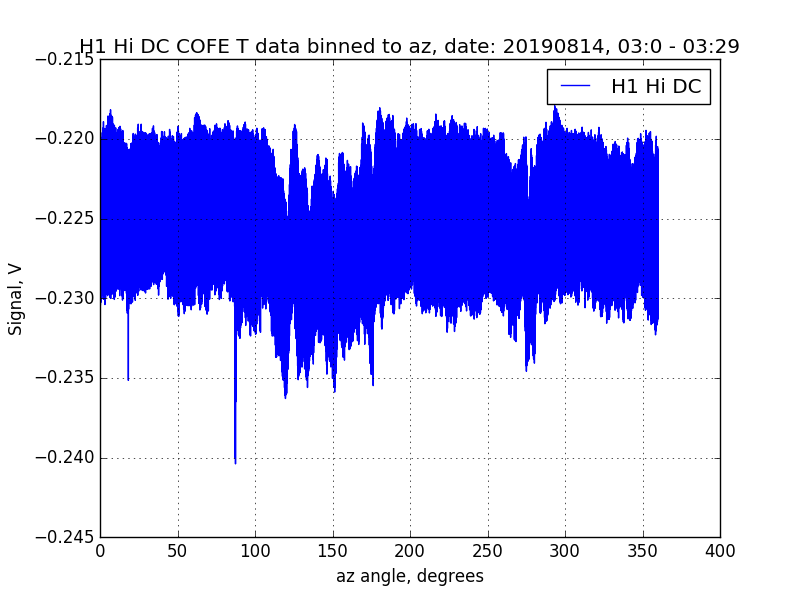 H1 Hi DC COFE T data binned to az, date: 20190814, 03:0 - 03:29
H1 Hi DC
−0.215
−0.220
−0.225
−0.230
−0.235
−0.240
−0.245
Signal, V
0 50 100 150 200 250 300 350 400
az angle, degrees